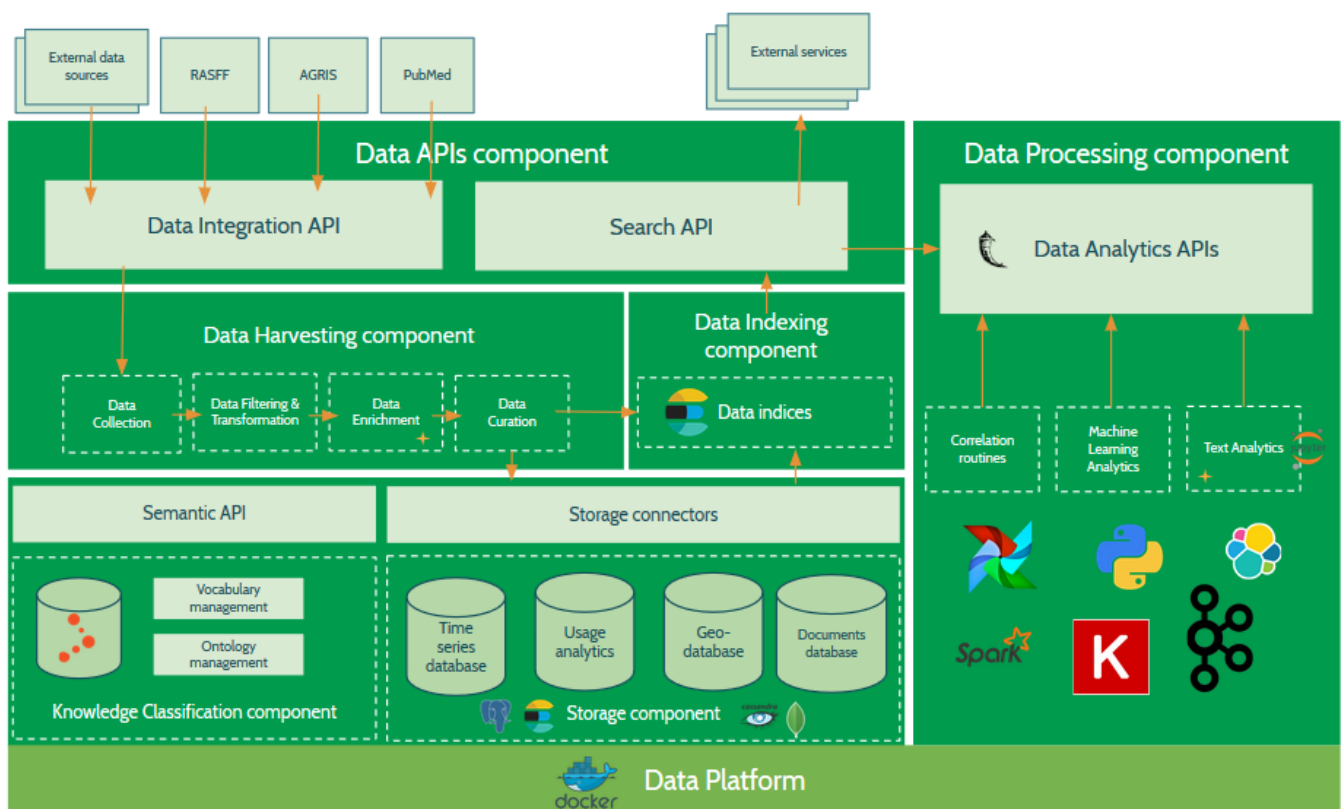 External data
sources
RASFF
AGRIS
PubMed
External services
Data APIs component
Data Integration API
Search API
Data Processing component
Data Analytics APIs
Data Harvesting component
Data
Collection
Data Filtering &
Transformation
Data
Enrichment
Data
Curation
Data Indexing
component
Data indices
Correlation
routines
Machine
Learning
Analytics
Text Analytics
jupyter
Semantic API
Storage connectors
Vocabulary
management
Ontology
management
Knowledge Classification component
Time
series
database
Usage
analytics
Geo-
database
Documents
database
Storage component
cassandra
Spark
K
docker
Data Platform